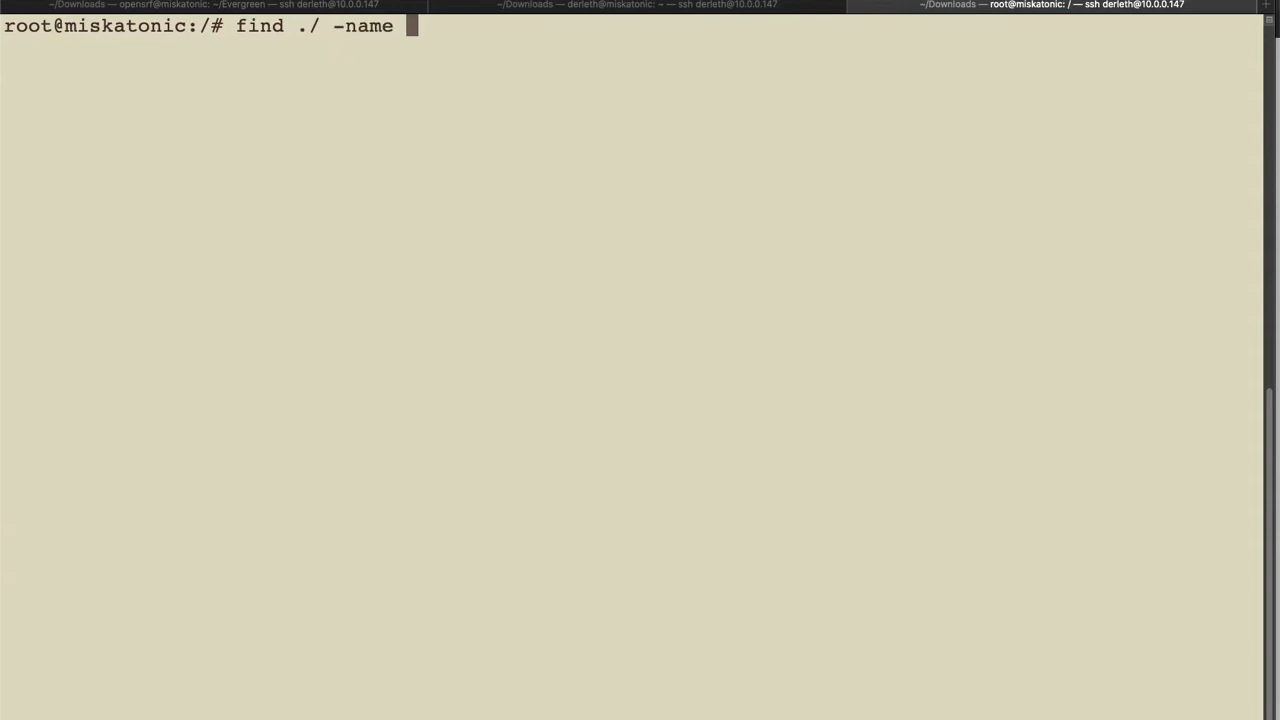 ~/Downloads — opensrf@miskatonic: ~/Evergreen — ssh derleth@10.0.0.147
~/Downloads — derleth@miskatonic: ~ — ssh derleth@10.0.0.147
~/Downloads — root@miskatonic: / — ssh derleth@10.0.0.147
root@miskatonic:/# find ./ -name